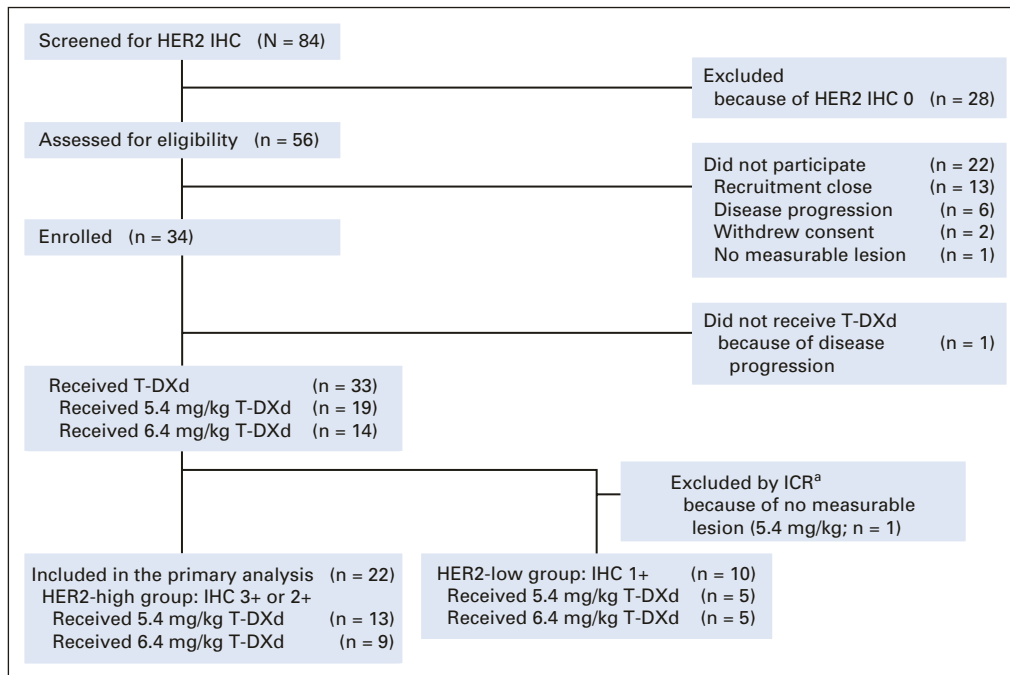 Screened for HER2 IHC (N = 84)
Excluded
because of HER2 IHC 0 (n = 28)
Assessed for eligibility (n = 56)
Did not participate (n = 22)
Recruitment close (n = 13)
Disease progression (n = 6)
Withdrew consent (n = 2)
No measurable lesion (n = 1)
Enrolled (n = 34)
Did not receive T-DXd
because of disease (n = 1)
progression
Received T-DXd (n = 33)
Received 5.4 mg/kg T-DXd (n = 19)
Received 6.4 mg/kg T-DXd (n = 14)
Excluded by ICRa
because of no measurable
lesion (5.4 mg/kg; n = 1)
Included in the primary analysis (n = 22)
HER2-high group: IHC 3+ or 2+
Received 5.4 mg/kg T-DXd (n = 13)
Received 6.4 mg/kg T-DXd (n = 9)
HER2-low group: IHC 1+ (n = 10)
Received 5.4 mg/kg T-DXd (n = 5)
Received 6.4 mg/kg T-DXd (n = 5)